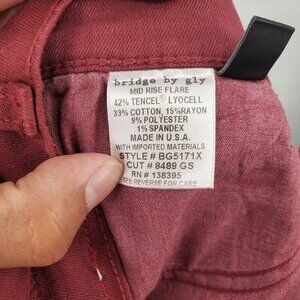 bridge by gly
MID RISE FLARE
42% TENCEL® LYOCELL
33% COTTON, 15%RAYON
9% POLYESTER
1% SPANDEX
MADE IN U.S.A.
WITH IMPORTED MATERIALS
STYLE # BG5171X
CUT # 8489 GS
RN # 138395
SEE REVERSE FOR CARE